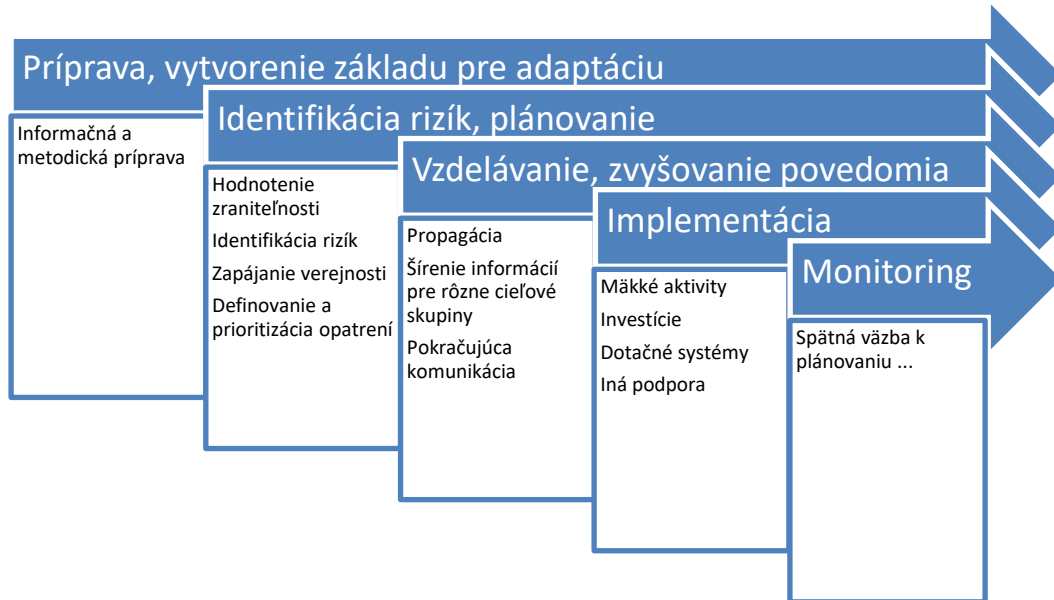 Príprava, vytvorenie základu pre adaptáciu
Informačná a
metodická príprava
Identifikácia rizík, plánovanie
Hodnotenie
zraniteľnosti
Identifikácia rizík
Zapájanie verejnosti
Definovanie a
prioritizácia opatrení
Vzdelávanie, zvyšovanie povedomia
Propagácia
Šírenie informácií
pre rôzne cieľové
skupiny
Pokračujúca
komunikácia
Implementácia
Mäkké aktivity
Investície
Dotačné systémy
Iná podpora
Monitoring
Spätná väzba k
plánovaniu ...